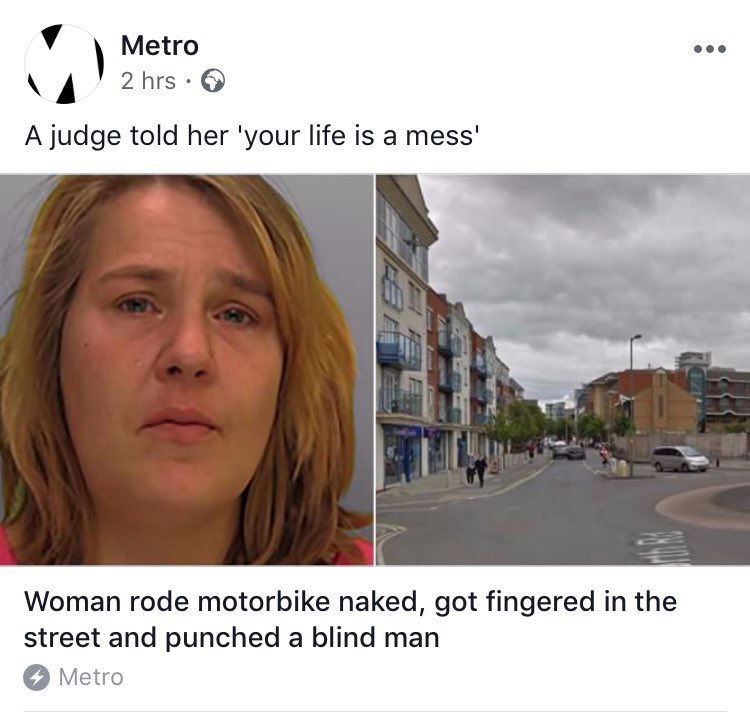 Metro
2 hrs ·
A judge told her 'your life is a mess'
Woman rode motorbike naked, got fingered in the
street and punched a blind man
Metro